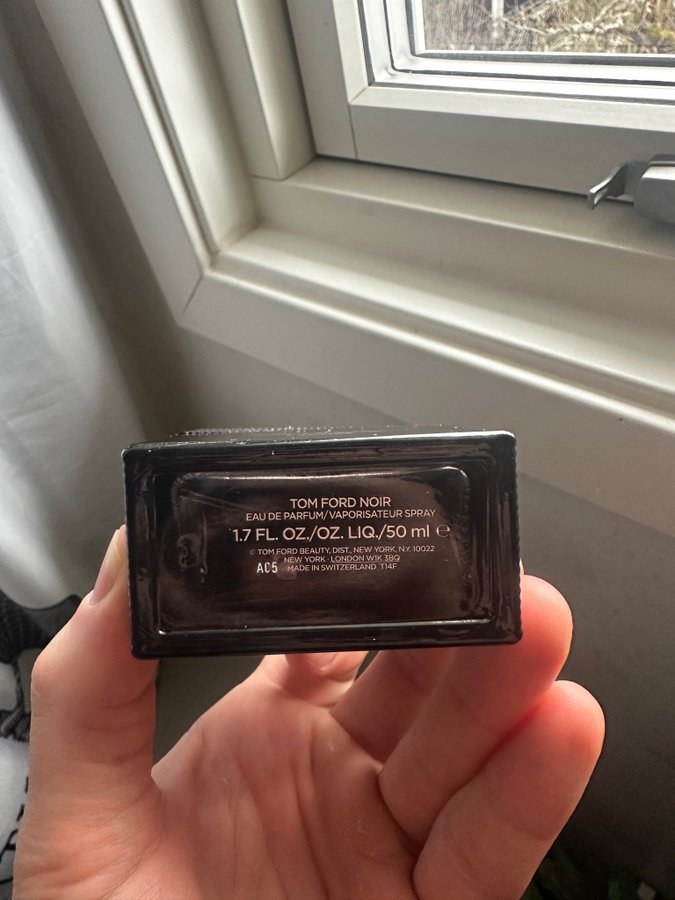 TOM FORD NOIR
EAU DE PARFUM/VAPORISATEUR SPRAY
1.7 FL. OZ./OZ. LIQ./50 ml ℮
© TOM FORD BEAUTY, DIST., NEW YORK, N.Y. 10022
NEW YORK · LONDON W1K 3BQ
AC5 MADE IN SWITZERLAND T14F